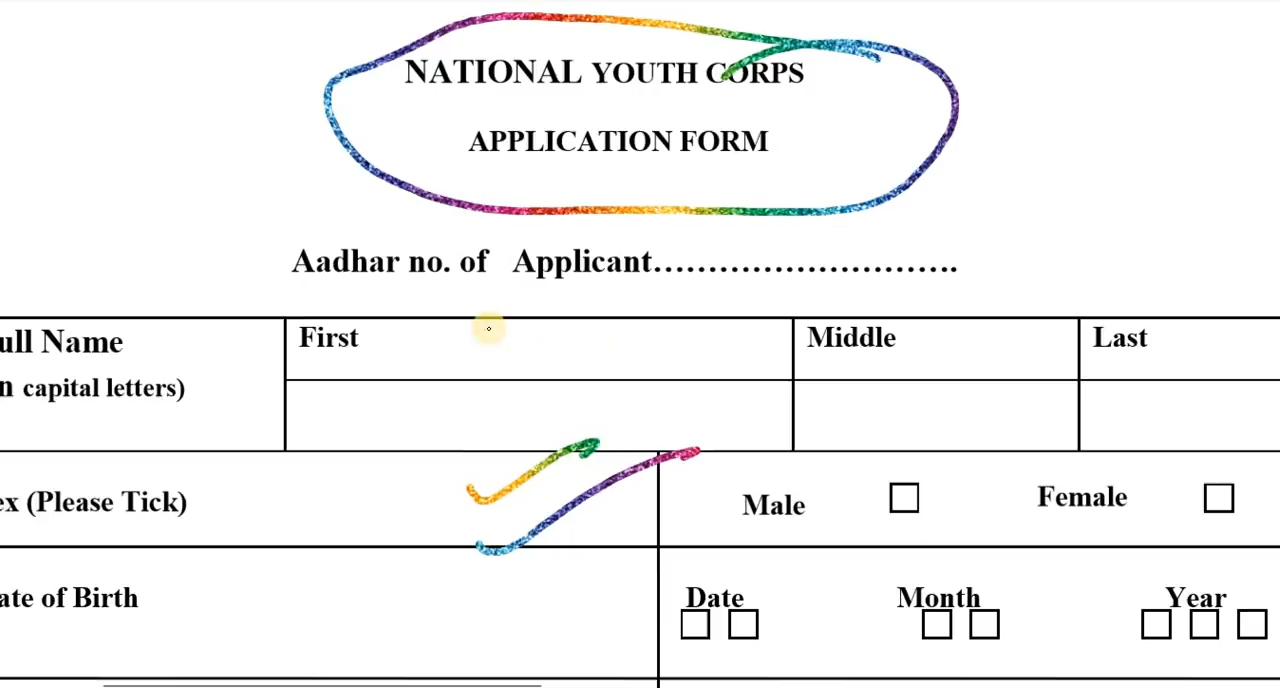 NATIONAL YOUTH CORPS
APPLICATION FORM
Aadhar no. of Applicant………………………….
ull Name
First
Middle
Last
n capital letters)
ex (Please Tick)
Male
Female
ate of Birth
Date
Month
Year